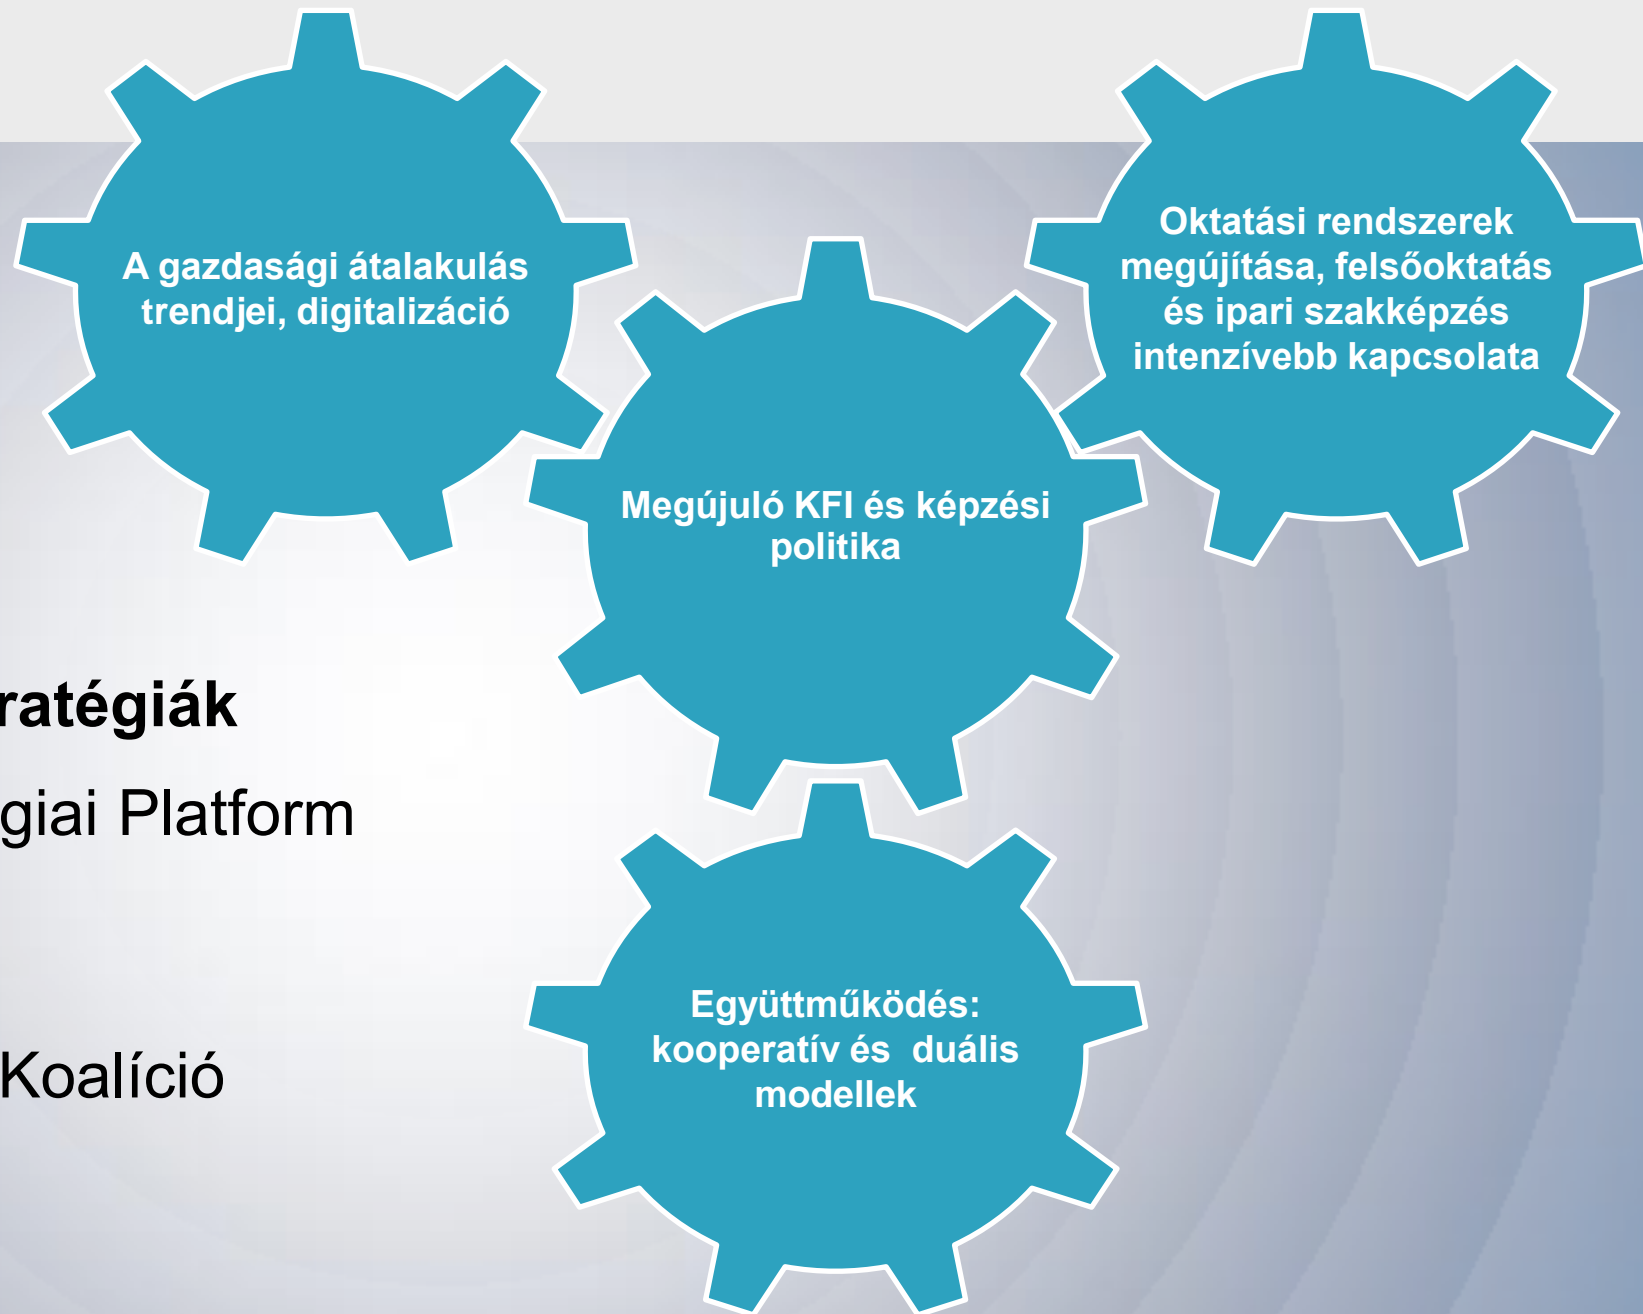 A gazdasági átalakulás
trendjei, digitalizáció
Oktatási rendszerek
megújítása, felsőoktatás
és ipari szakképzés
intenzívebb kapcsolata
Megújuló KFI és képzési
politika
ratégiák
giai Platform
Koalíció
Együttműködés:
kooperatív és  duális
modellek